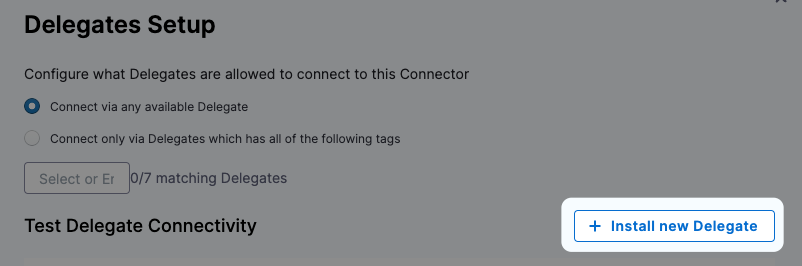 Delegates Setup
Configure what Delegates are allowed to connect to this Connector
Connect via any available Delegate
Connect only via Delegates which has all of the following tags
Select or Er 0/7 matching Delegates
Test Delegate Connectivity
+ Install new Delegate